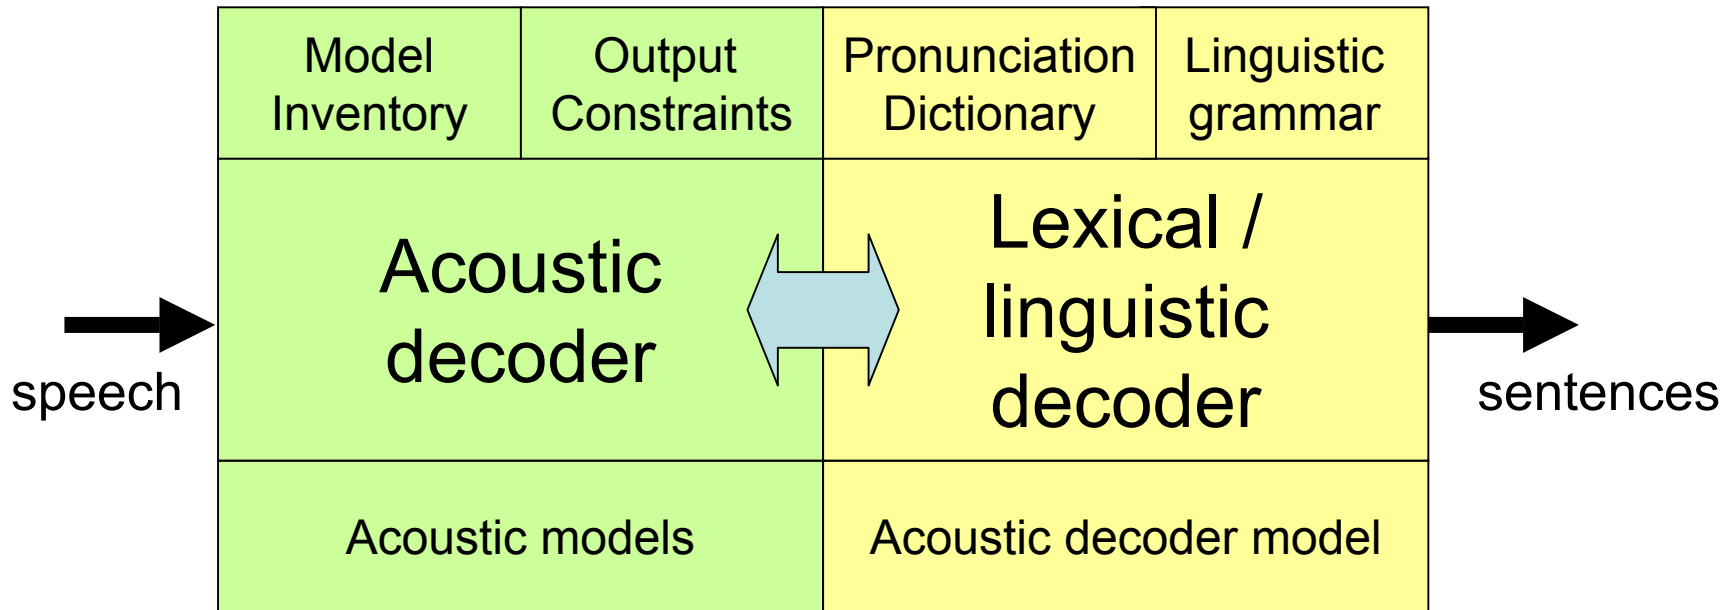 Model
Inventory
Output
Constraints
Pronunciation
Dictionary
Linguistic
grammar
speech
Acoustic
decoder
Lexical /
linguistic
decoder
sentences
Acoustic models
Acoustic decoder model